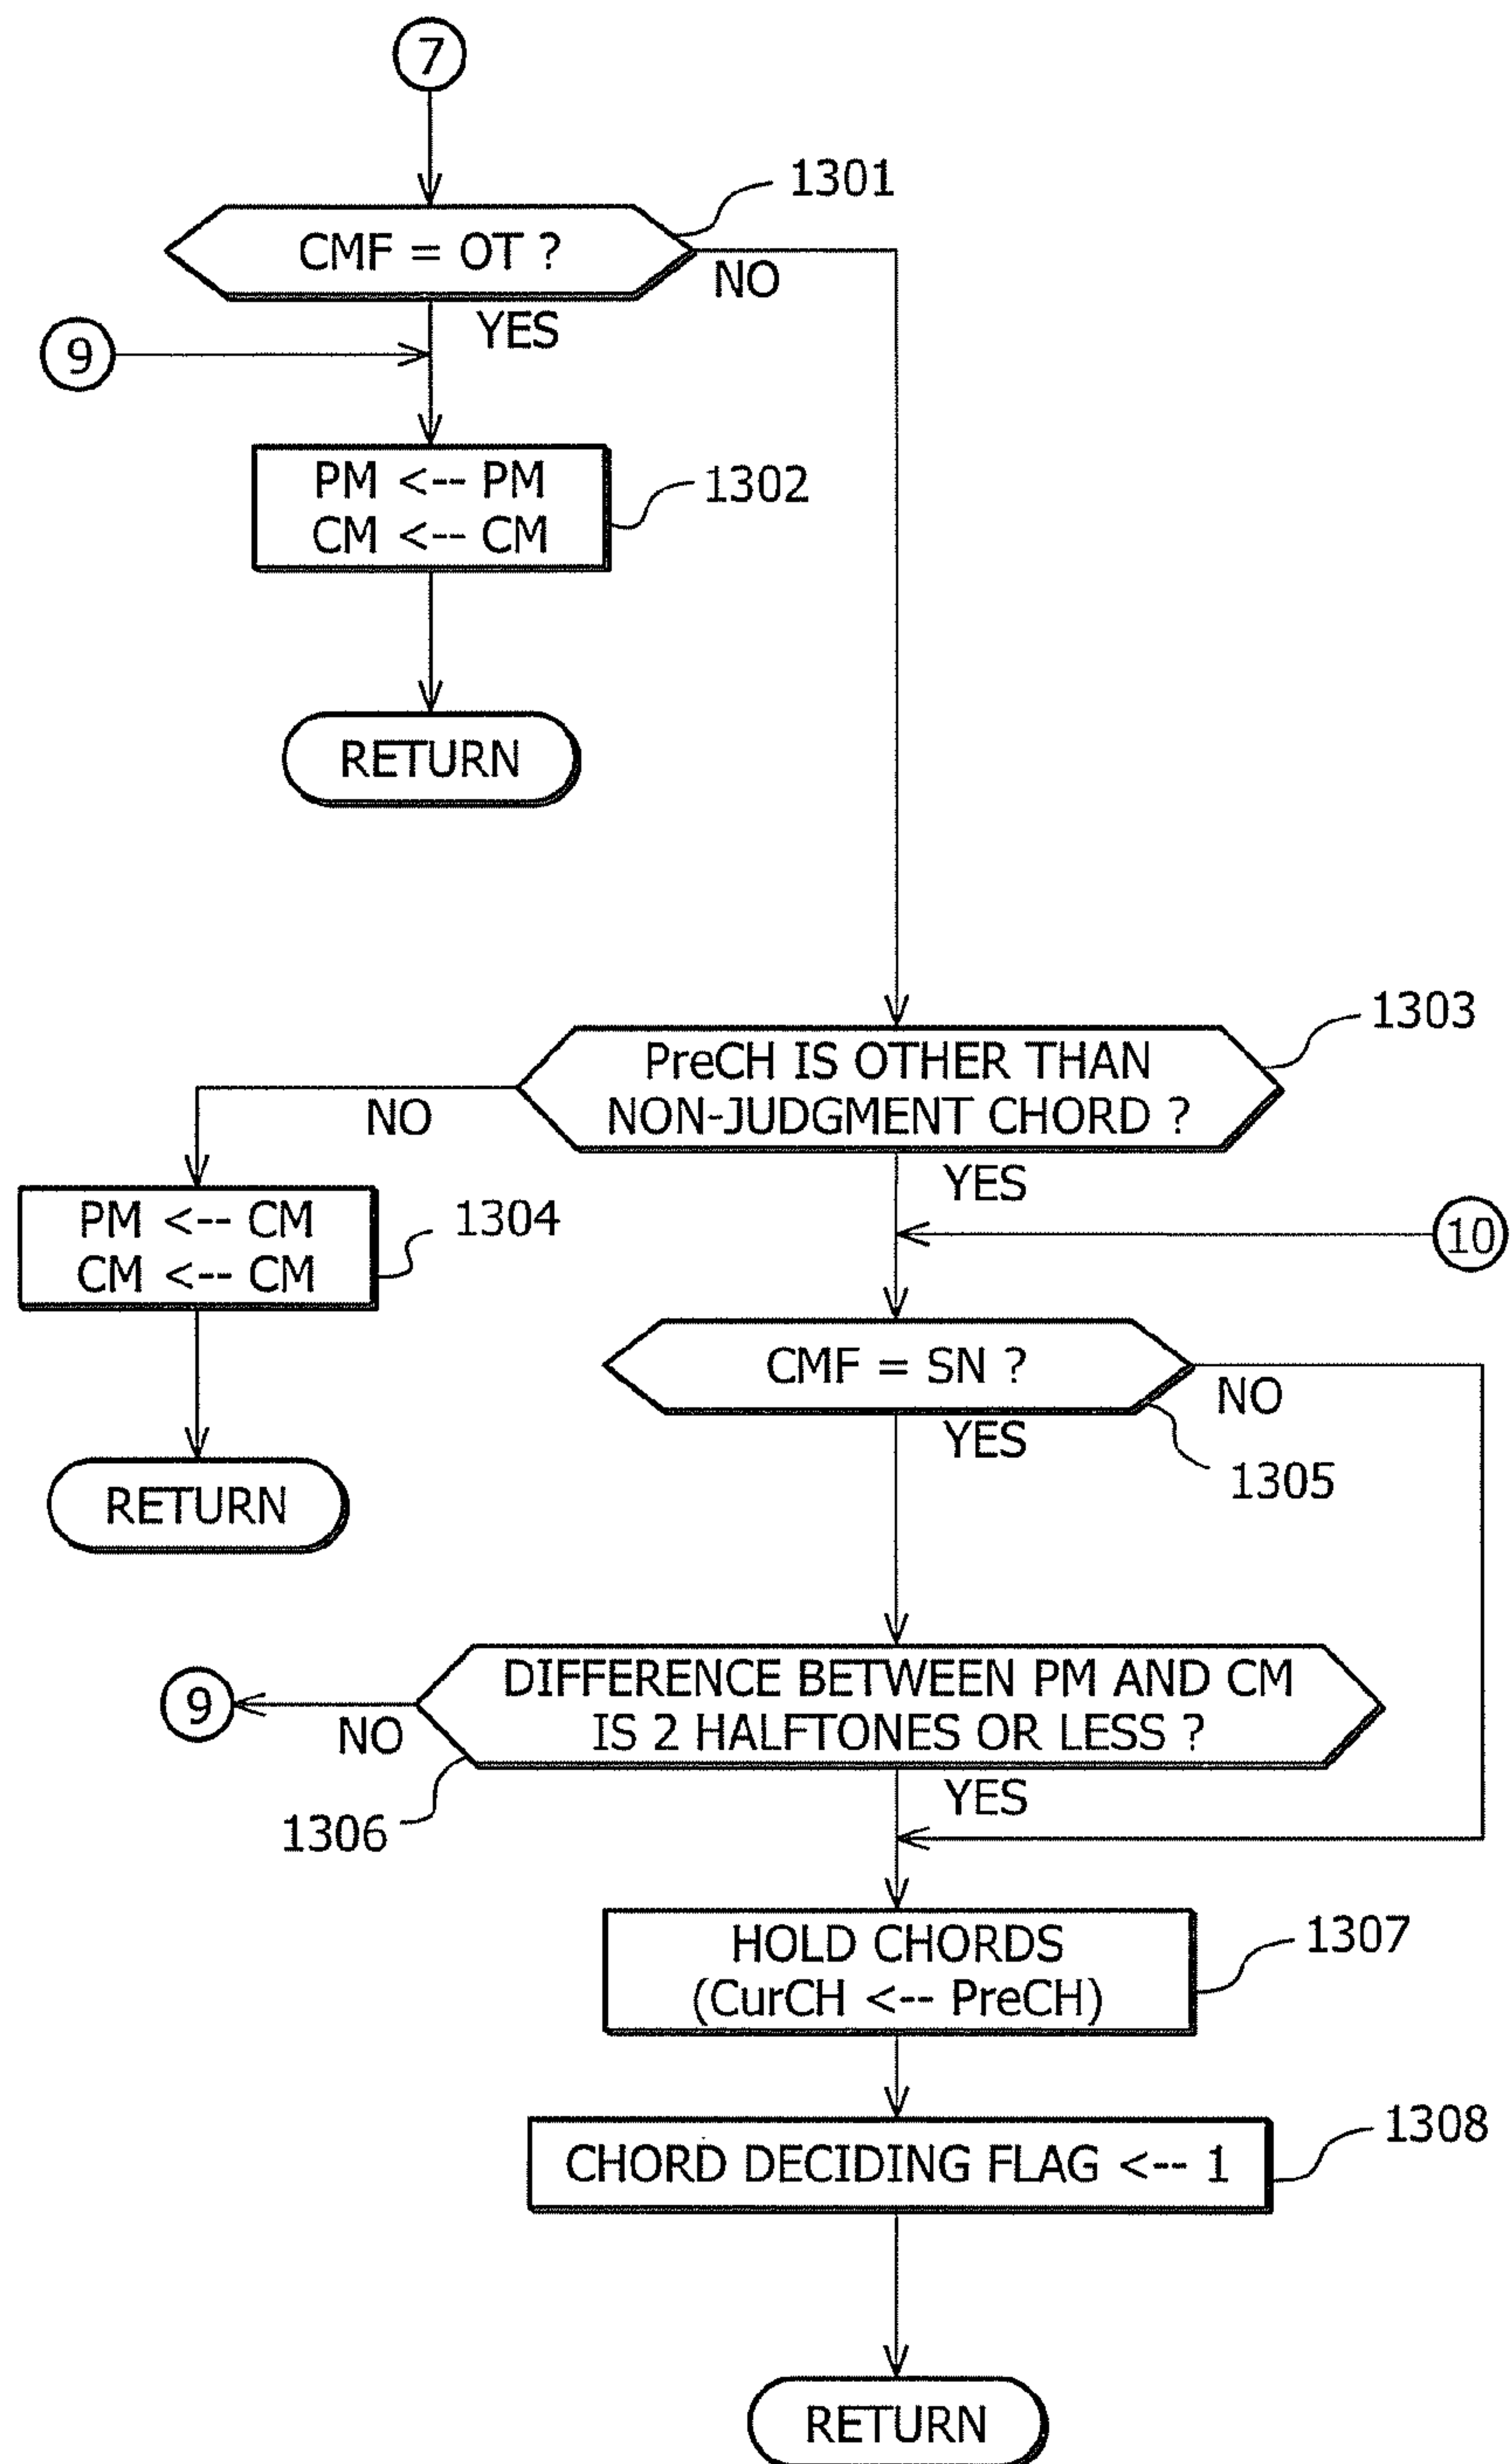 7
1301
CMF = OT ?
NO
YES
9
PM <-- PM
CM <-- CM
1302
RETURN
1303
PreCH IS OTHER THAN
NON-JUDGMENT CHORD ?
NO
YES
PM <-- CM
CM <-- CM
1304
10
CMF = SN ?
NO
YES
1305
RETURN
DIFFERENCE BETWEEN PM AND CM
IS 2 HALFTONES OR LESS ?
9
NO
YES
1306
HOLD CHORDS
(CurCH <-- PreCH)
1307
CHORD DECIDING FLAG <-- 1
1308
RETURN